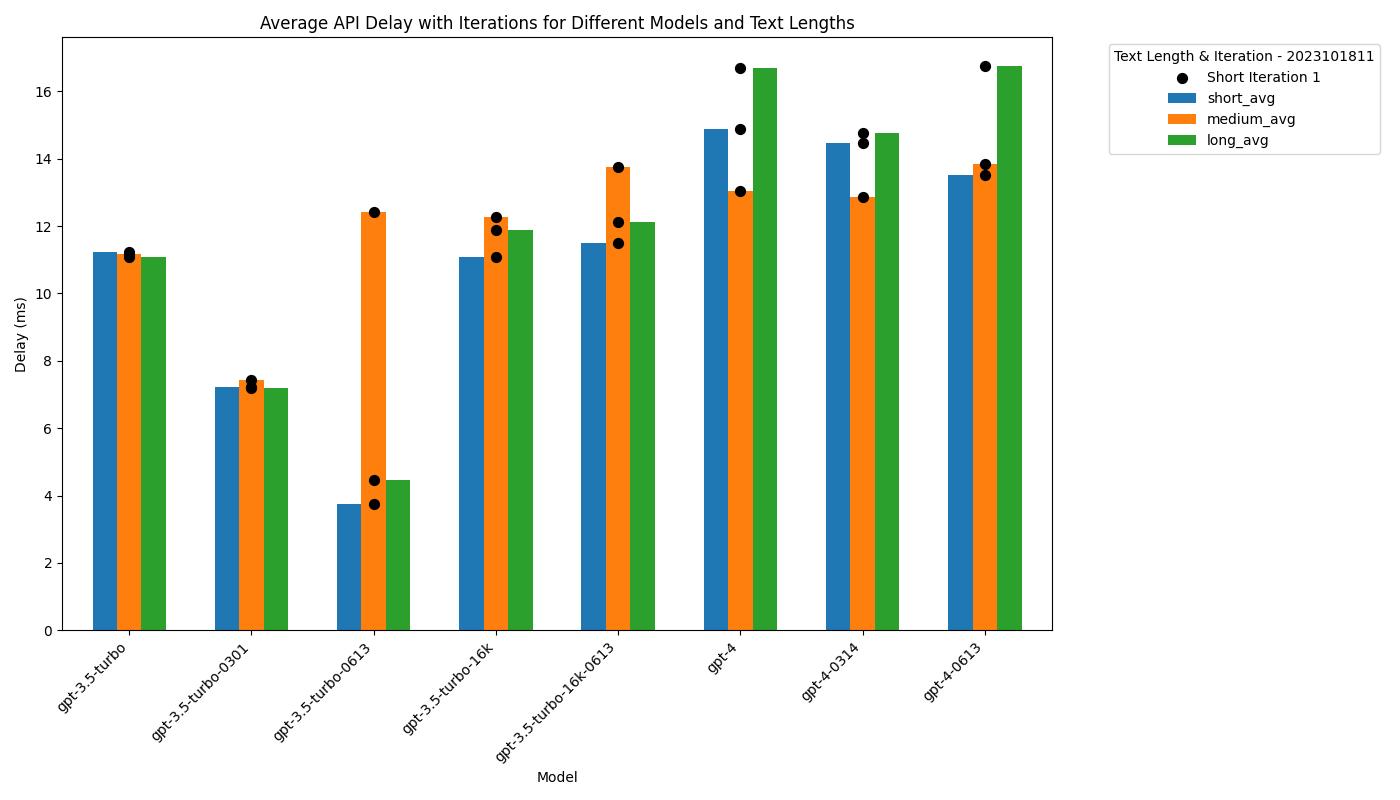 Average API Delay with Iterations for Different Models and Text Lengths
Text Length & Iteration - 2023101811
Short Iteration 1
short_avg
medium_avg
long_avg
Delay (ms)
16
14
12
10
8
6
4
2
0
gpt-3.5-turbo
gpt-3.5-turbo-0301
gpt-3.5-turbo-0613
gpt-3.5-turbo-16k
gpt-3.5-turbo-16k-0613
gpt-4
gpt-4-0314
gpt-4-0613
Model